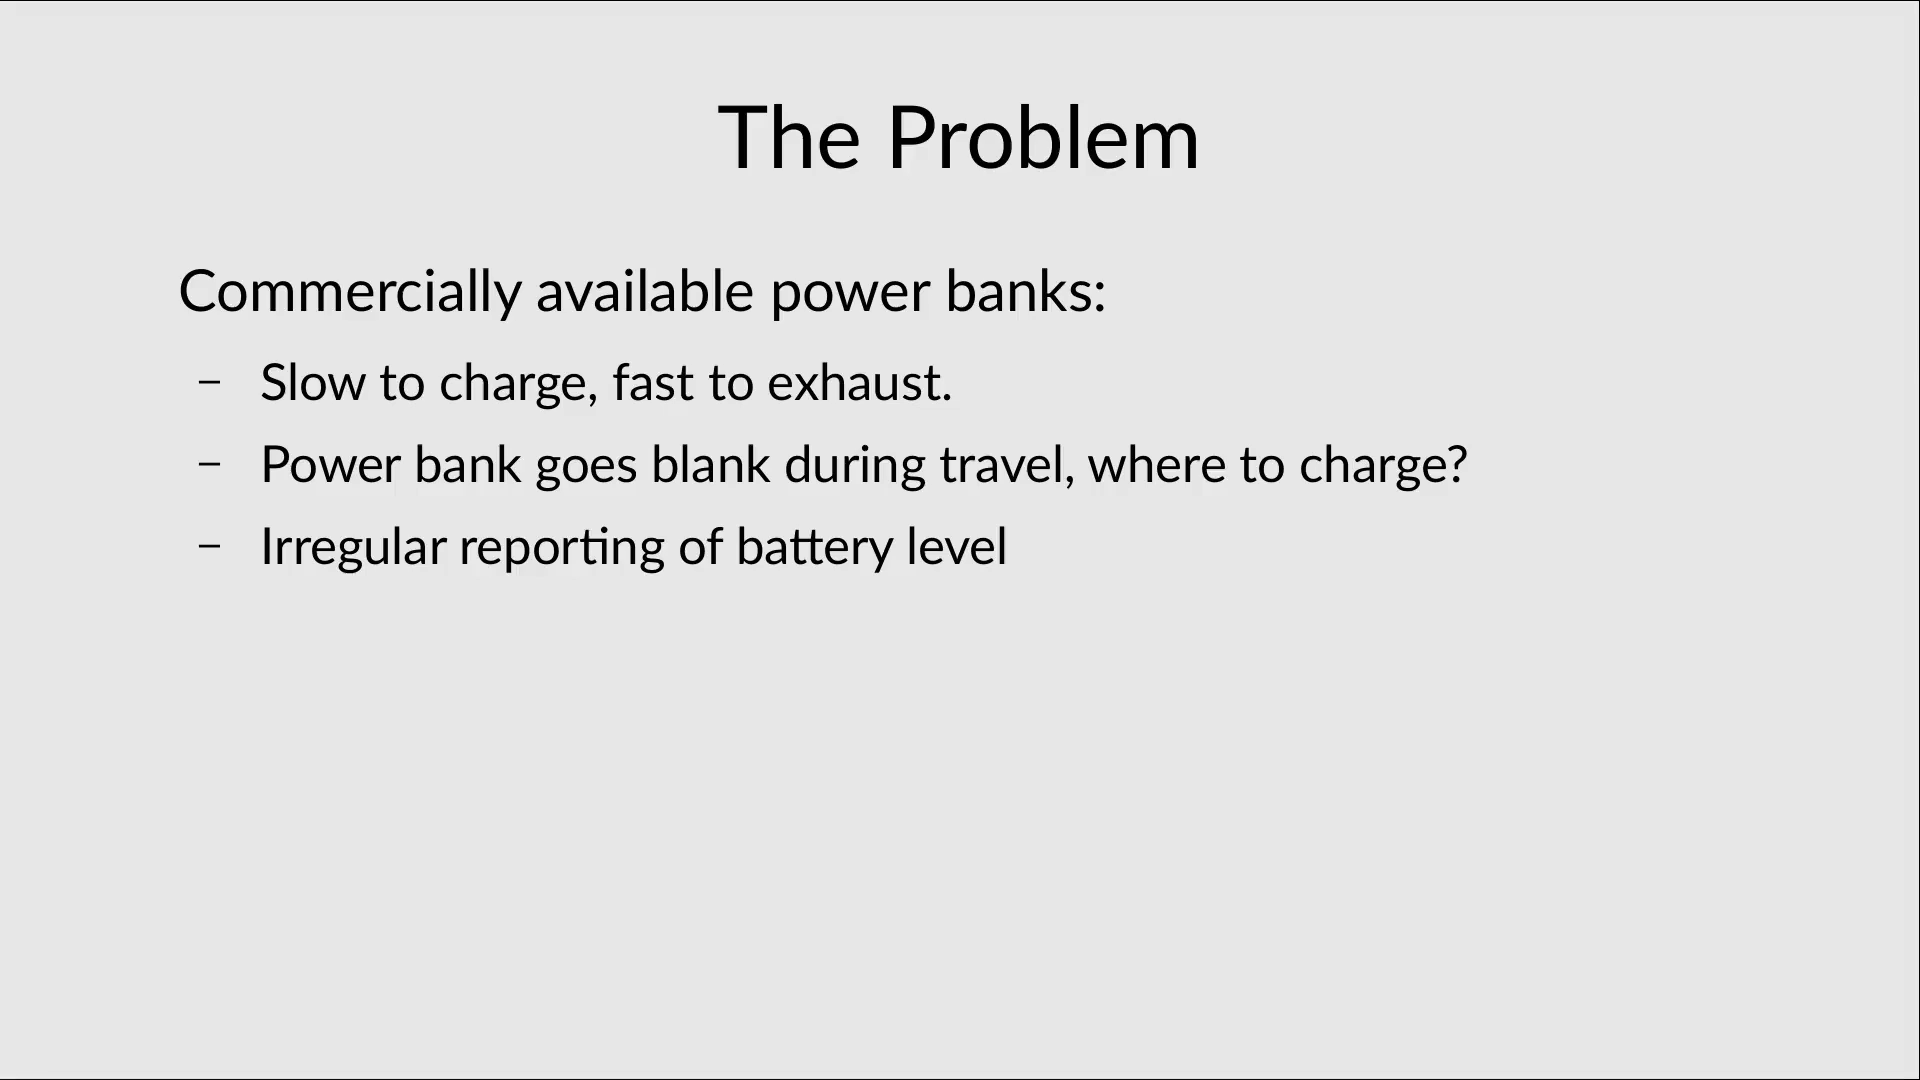 The Problem
Commercially available power banks:
– Slow to charge, fast to exhaust.
– Power bank goes blank during travel, where to charge?
– Irregular reporting of battery level